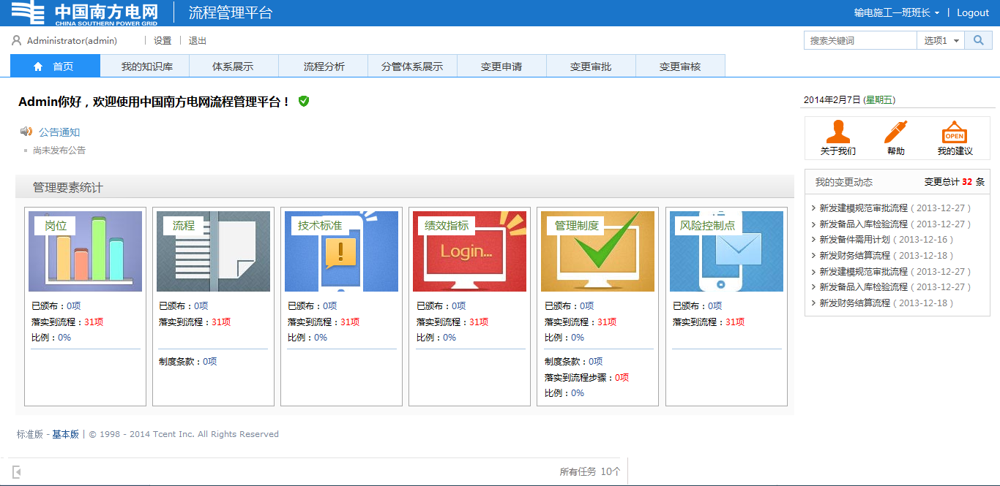 中国南方电网 流程管理平台 输电施工一班班长 | Logout
CHINA SOUTHERN POWER GRID
Administrator(admin) | 设置 | 退出 搜索关键词 选项1
首页 我的知识库 体系展示 流程分析 分管体系展示 变更申请 变更审批 变更审核
Admin你好，欢迎使用中国南方电网流程管理平台！
公告通知
尚未发布公告
管理要素统计
岗位
已颁布：0项
落实到流程：31项
比例：0%
流程
已颁布：0项
落实到流程：31项
制度条款：0项
技术标准
已颁布：0项
落实到流程：31项
比例：0%
绩效指标
Login...
已颁布：0项
落实到流程：31项
比例：0%
管理制度
已颁布：0项
落实到流程：31项
比例：0%
制度条款：0项
落实到流程步骤：0项
比例：0%
风险控制点
已颁布：0项
落实到流程：31项
2014年2月7日 (星期五)
OPEN
关于我们 帮助 我的建议
我的变更动态 变更总计 32 条
新发建模规范审批流程（2013-12-27）
新发备品入库检验流程（2013-12-27）
新发备件需用计划（2013-12-16）
新发财务结算流程（2013-12-18）
新发建模规范审批流程（2013-12-27）
新发备品入库检验流程（2013-12-27）
新发财务结算流程（2013-12-18）
标准版 - 基本版 | © 1998 - 2014 Tcent Inc. All Rights Reserved
所有任务 10个